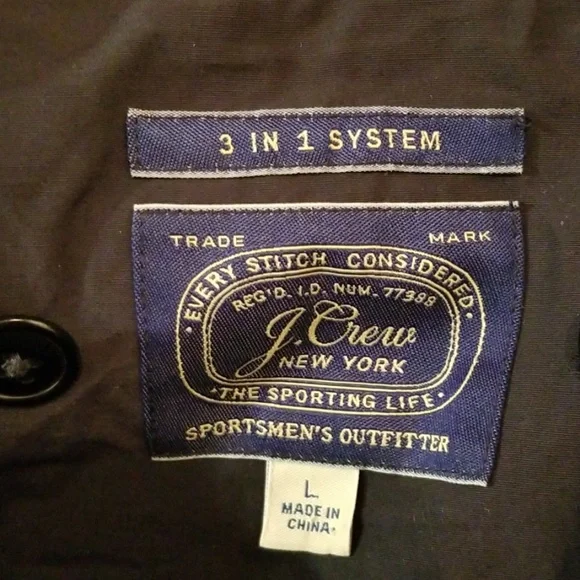 3 IN 1 SYSTEM
TRADE MARK
·EVERY STITCH CONSIDERED·
REG'D. I.D. NUM. 77388
J.Crew
NEW YORK
·THE SPORTING LIFE·
SPORTSMEN'S OUTFITTER
L
MADE IN
CHINA·